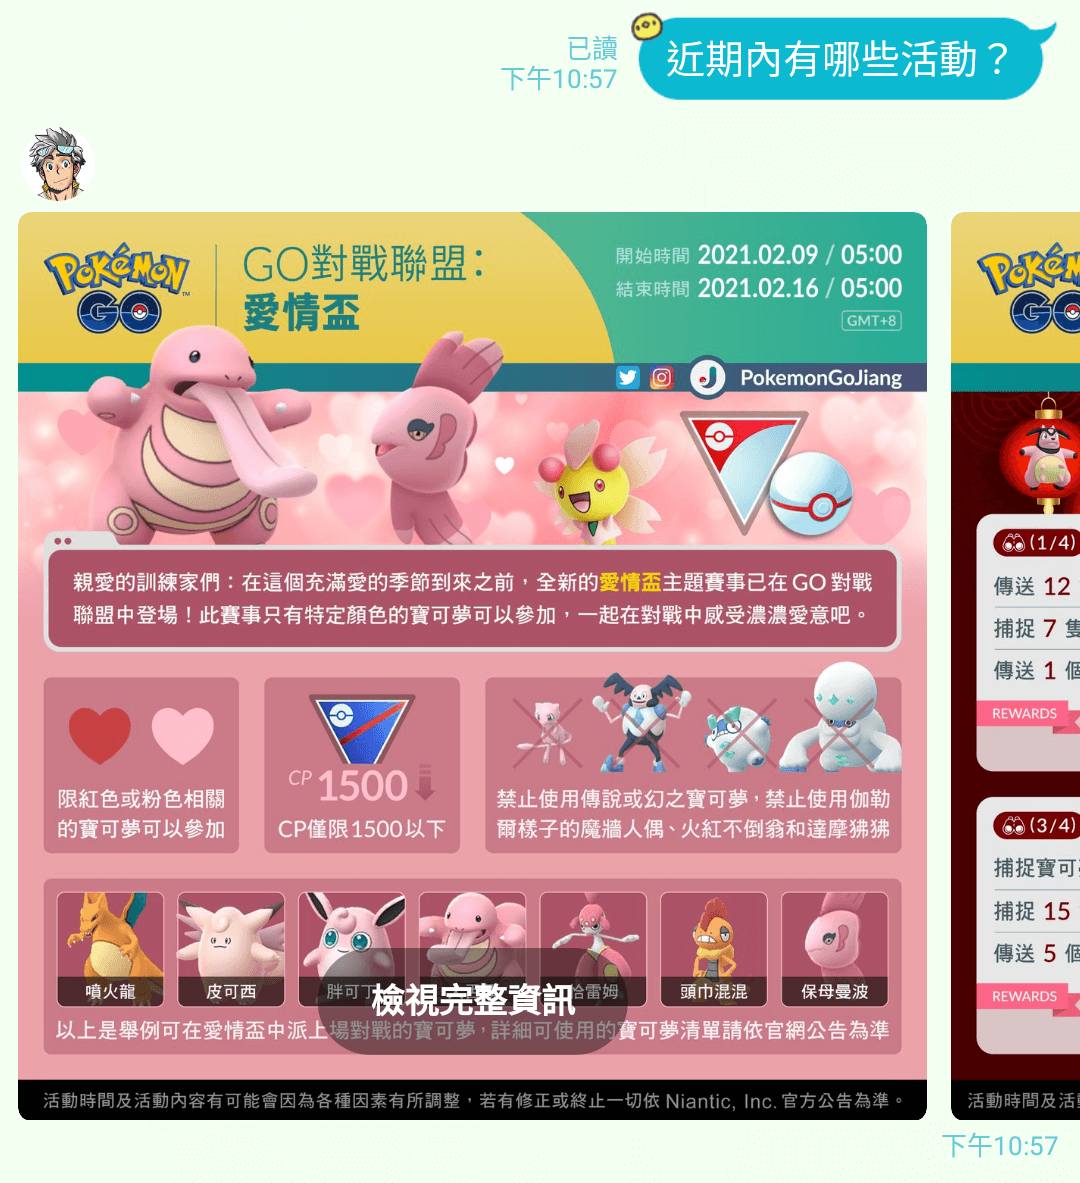 近期內有哪些活動？
已讀
下午10:57
Pokémon GO
GO對戰聯盟：
愛情盃
開始時間 2021.02.09 / 05:00
結束時間 2021.02.16 / 05:00
GMT+8
PokemonGoJiang
親愛的訓練家們：在這個充滿愛的季節到來之前，全新的愛情盃主題賽事已在 GO 對戰
聯盟中登場！此賽事只有特定顏色的寶可夢可以參加，一起在對戰中感受濃濃愛意吧。
限紅色或粉色相關
的寶可夢可以參加
CP 1500
CP僅限1500以下
禁止使用傳說或幻之寶可夢，禁止使用伽勒
爾樣子的魔牆人偶、火紅不倒翁和達摩狒狒
噴火龍
皮可西
胖可丁
恰雷姆
頭巾混混
保母曼波
檢視完整資訊
以上是舉例可在愛情盃中派上場對戰的寶可夢，詳細可使用的寶可夢清單請依官網公告為準
活動時間及活動內容有可能會因為各種因素有所調整，若有修正或終止一切依 Niantic, Inc. 官方公告為準。
(1/4)
傳送 12
捕捉 7 隻
傳送 1 個
REWARDS
(3/4)
捕捉寶可
捕捉 15
傳送 5 個
REWARDS
活動時間及活
下午10:57